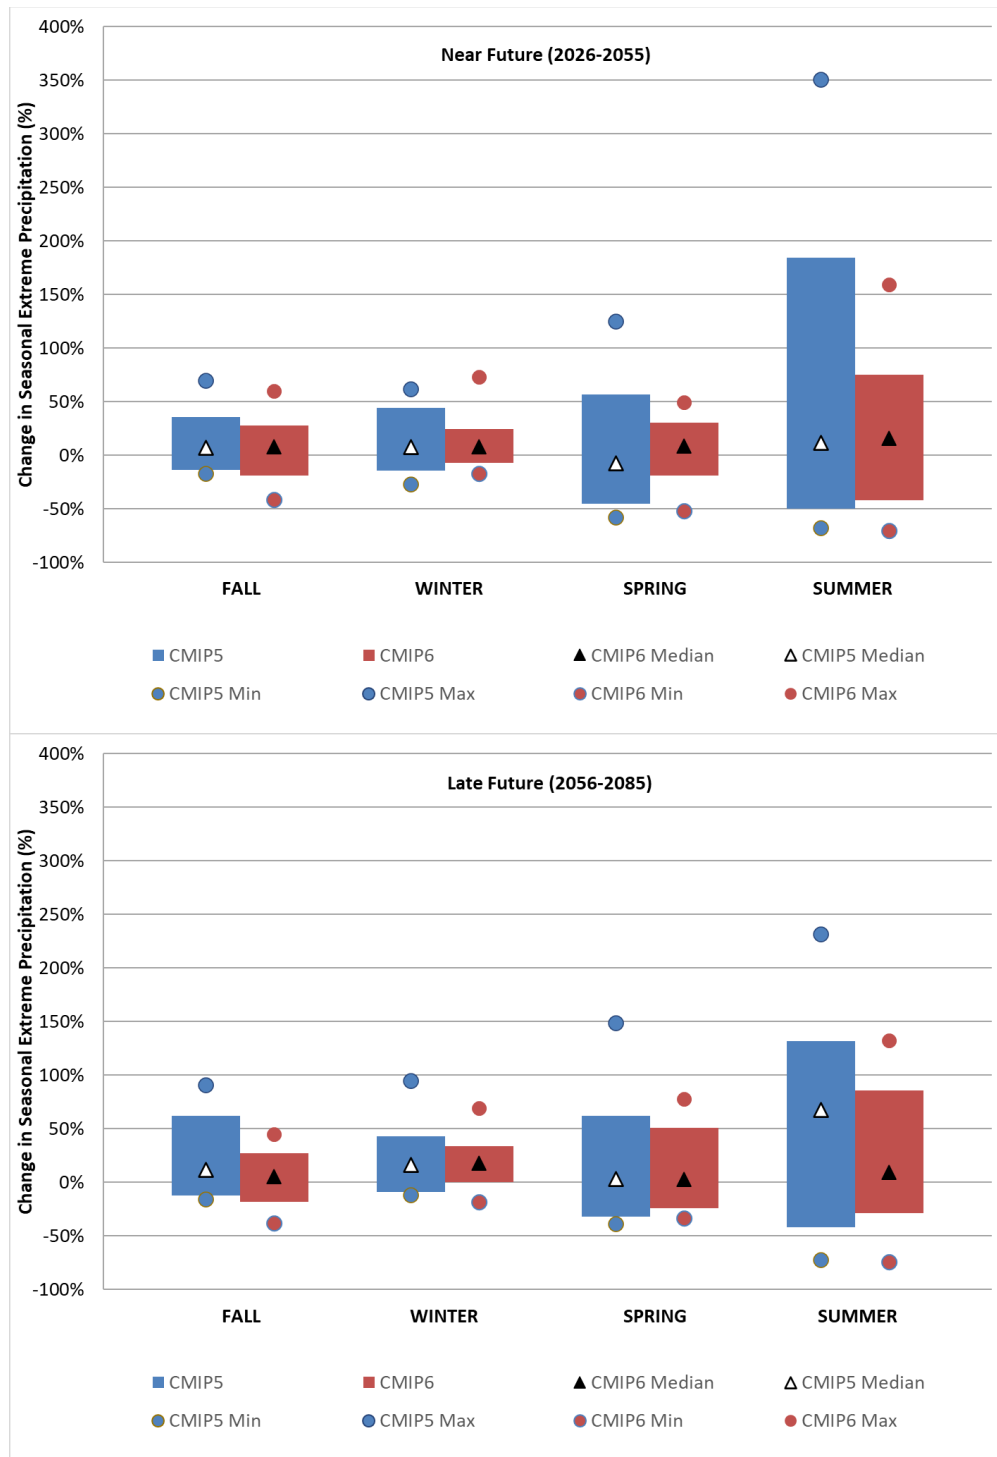 Near Future (2026-2055)
Change in Seasonal Extreme Precipitation (%)
400%
350%
300%
250%
200%
150%
100%
50%
0%
-50%
-100%
FALL WINTER SPRING SUMMER
CMIP5 CMIP6 CMIP6 Median CMIP5 Median
CMIP5 Min CMIP5 Max CMIP6 Min CMIP6 Max
Late Future (2056-2085)
Change in Seasonal Extreme Precipitation (%)
400%
350%
300%
250%
200%
150%
100%
50%
0%
-50%
-100%
FALL WINTER SPRING SUMMER
CMIP5 CMIP6 CMIP6 Median CMIP5 Median
CMIP5 Min CMIP5 Max CMIP6 Min CMIP6 Max